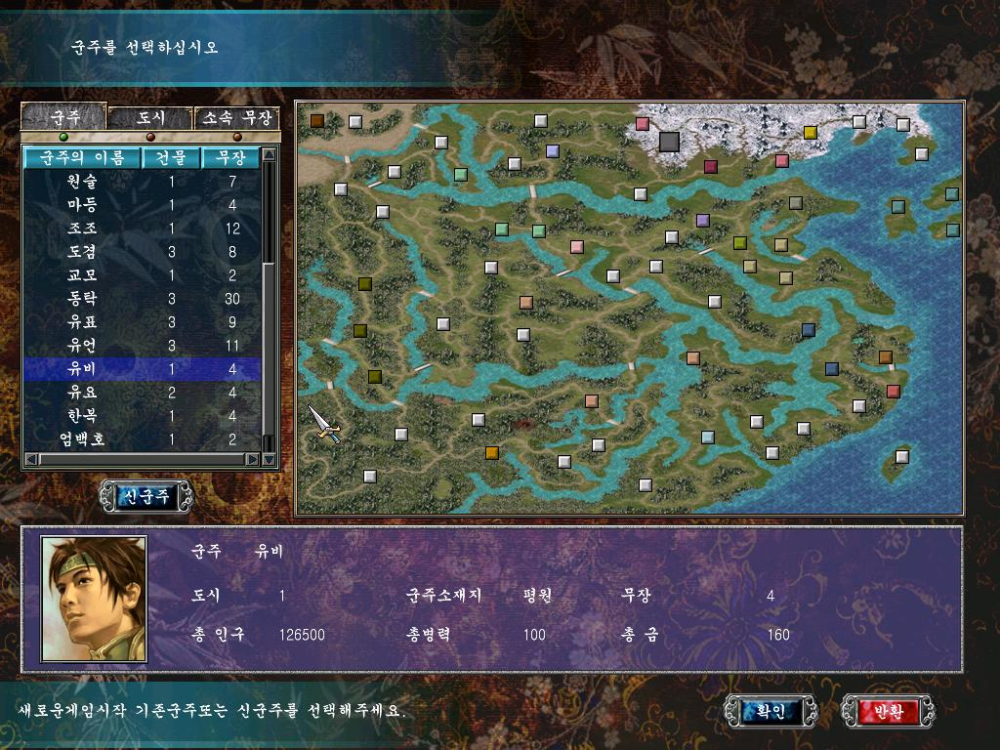 군주를 선택하십시오
군주 도시 소속 무장
군주의 이름 건물 무장
원술 1 7
마등 1 4
조조 1 12
도겸 3 8
교모 1 2
동탁 3 30
유표 3 9
유언 3 11
유비 1 4
유요 2 4
한복 1 4
엄백호 1 2
신군주
군주 유비
도시 1 군주소재지 평원 무장 4
총 인구 126500 총병력 100 총 금 160
새로운게임시작 기존군주또는 신군주를 선택해주세요.
확인 반환